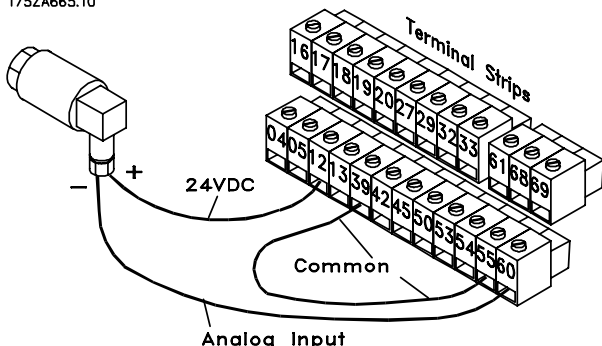 175ZA665.10
Terminal Strips
16 17 18 19 20 27 29 32 33 61 68 69
04 05 12 13 39 42 45 50 53 54 55 60
− +
24VDC
Common
Analog Input